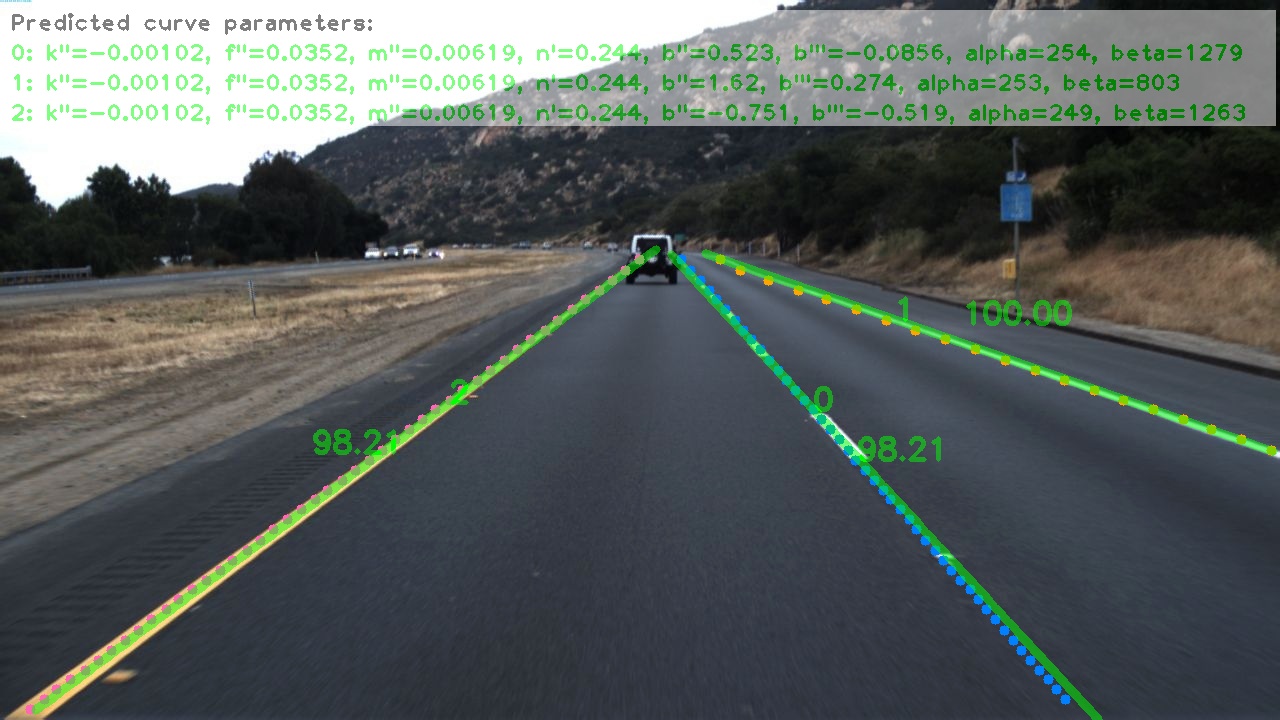 Predicted curve parameters:
0: k''=-0.00102, f''=0.0352, m''=0.00619, n'=0.244, b''=0.523, b'''=-0.0856, alpha=254, beta=1279
1: k''=-0.00102, f''=0.0352, m''=0.00619, n'=0.244, b''=1.62, b'''=0.274, alpha=253, beta=803
2: k''=-0.00102, f''=0.0352, m''=0.00619, n'=0.244, b''=-0.751, b'''=-0.519, alpha=249, beta=1263
1 100.00
2
0
98.21
98.21